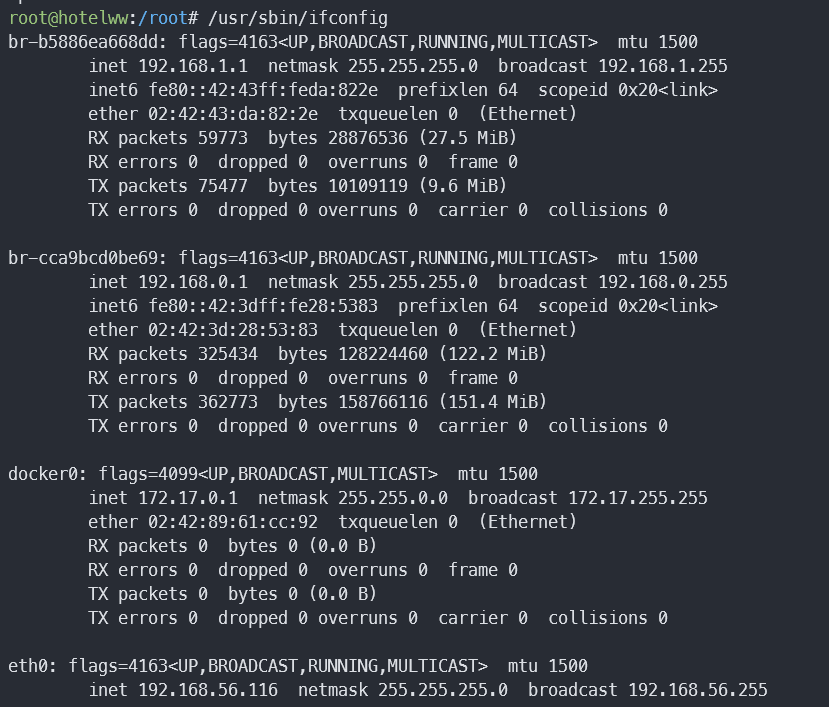 root@hotelww:/root# /usr/sbin/ifconfig
br-b5886ea668dd: flags=4163<UP,BROADCAST,RUNNING,MULTICAST>  mtu 1500
        inet 192.168.1.1  netmask 255.255.255.0  broadcast 192.168.1.255
        inet6 fe80::42:43ff:feda:822e  prefixlen 64  scopeid 0x20<link>
        ether 02:42:43:da:82:2e  txqueuelen 0  (Ethernet)
        RX packets 59773  bytes 28876536 (27.5 MiB)
        RX errors 0  dropped 0  overruns 0  frame 0
        TX packets 75477  bytes 10109119 (9.6 MiB)
        TX errors 0  dropped 0 overruns 0  carrier 0  collisions 0

br-cca9bcd0be69: flags=4163<UP,BROADCAST,RUNNING,MULTICAST>  mtu 1500
        inet 192.168.0.1  netmask 255.255.255.0  broadcast 192.168.0.255
        inet6 fe80::42:3dff:fe28:5383  prefixlen 64  scopeid 0x20<link>
        ether 02:42:3d:28:53:83  txqueuelen 0  (Ethernet)
        RX packets 325434  bytes 128224460 (122.2 MiB)
        RX errors 0  dropped 0  overruns 0  frame 0
        TX packets 362773  bytes 158766116 (151.4 MiB)
        TX errors 0  dropped 0 overruns 0  carrier 0  collisions 0

docker0: flags=4099<UP,BROADCAST,MULTICAST>  mtu 1500
        inet 172.17.0.1  netmask 255.255.0.0  broadcast 172.17.255.255
        ether 02:42:89:61:cc:92  txqueuelen 0  (Ethernet)
        RX packets 0  bytes 0 (0.0 B)
        RX errors 0  dropped 0  overruns 0  frame 0
        TX packets 0  bytes 0 (0.0 B)
        TX errors 0  dropped 0 overruns 0  carrier 0  collisions 0

eth0: flags=4163<UP,BROADCAST,RUNNING,MULTICAST>  mtu 1500
        inet 192.168.56.116  netmask 255.255.255.0  broadcast 192.168.56.255